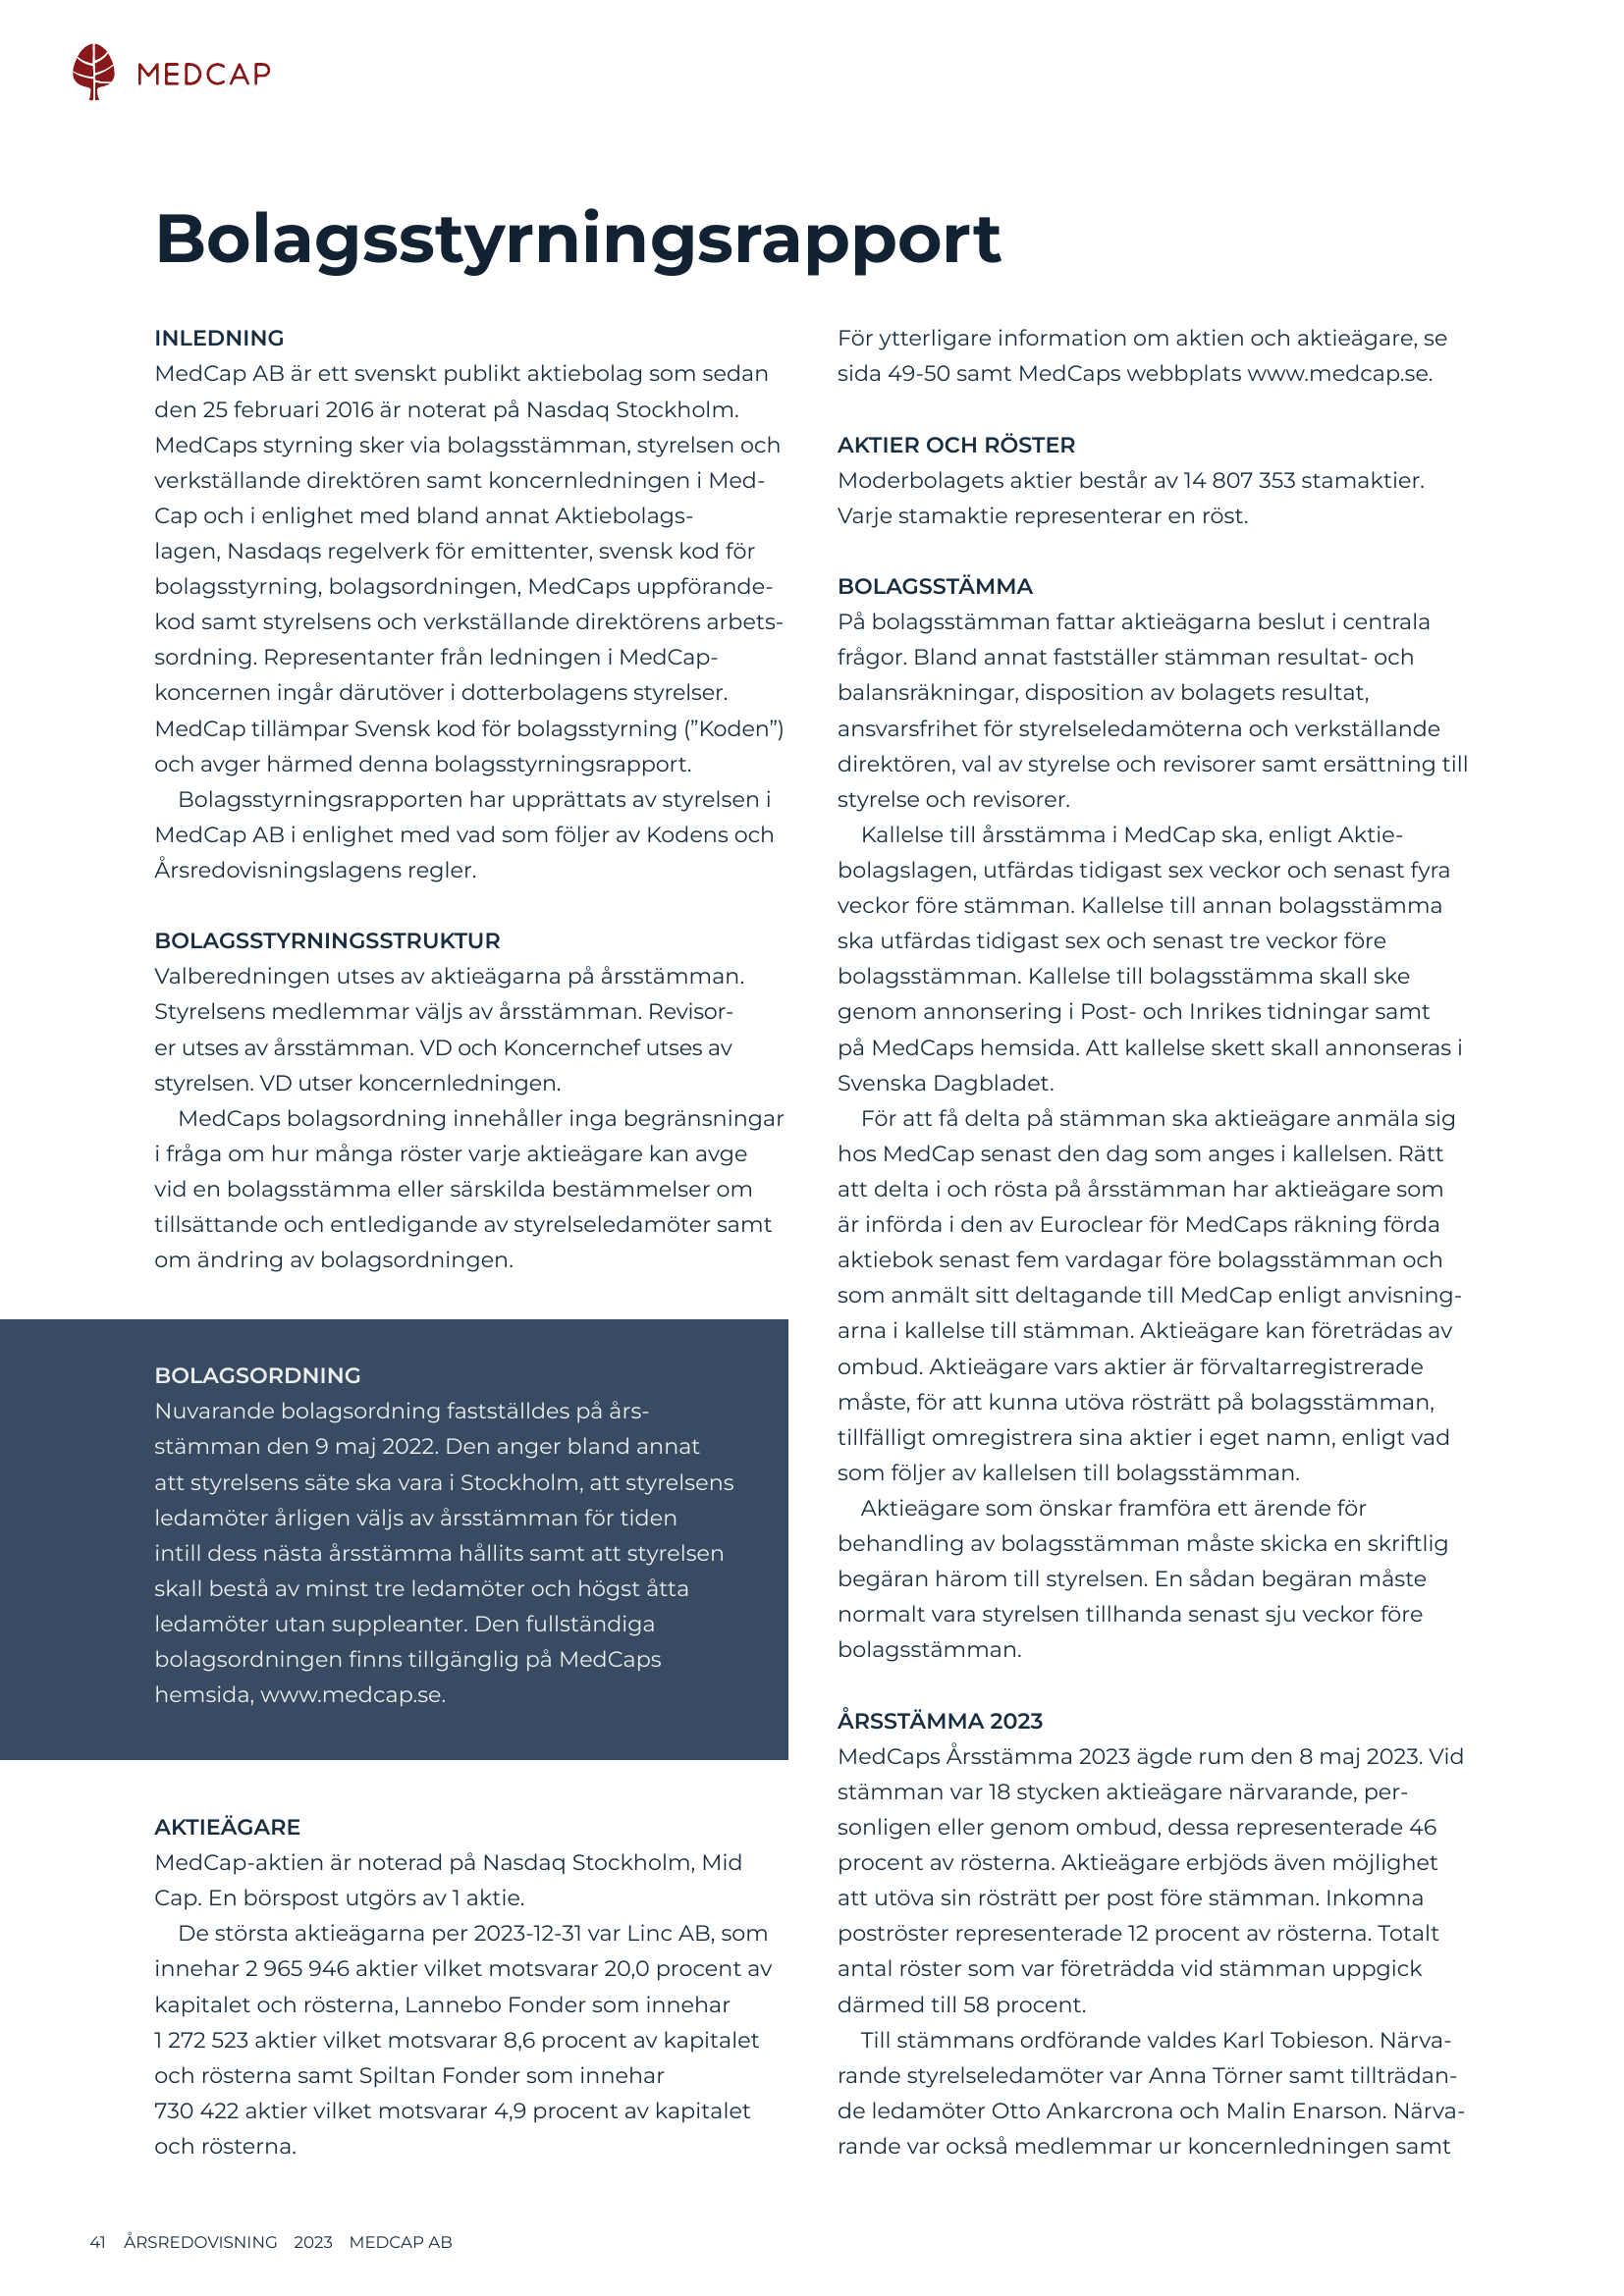 MEDCAP
Bolagsstyrningsrapport
INLEDNING
MedCap AB är ett svenskt publikt aktiebolag som sedan
den 25 februari 2016 är noterat på Nasdaq Stockholm.
MedCaps styrning sker via bolagsstämman, styrelsen och
verkställande direktören samt koncernledningen i Med-
Cap och i enlighet med bland annat Aktiebolags-
lagen, Nasdaqs regelverk för emittenter, svensk kod för
bolagsstyrning, bolagsordningen, MedCaps uppförande-
kod samt styrelsens och verkställande direktörens arbets-
sordning. Representanter från ledningen i MedCap-
koncernen ingår därutöver i dotterbolagens styrelser.
MedCap tillämpar Svensk kod för bolagsstyrning (”Koden”)
och avger härmed denna bolagsstyrningsrapport.
Bolagsstyrningsrapporten har upprättats av styrelsen i
MedCap AB i enlighet med vad som följer av Kodens och
Årsredovisningslagens regler.
BOLAGSSTYRNINGSSTRUKTUR
Valberedningen utses av aktieägarna på årsstämman.
Styrelsens medlemmar väljs av årsstämman. Revisor-
er utses av årsstämman. VD och Koncernchef utses av
styrelsen. VD utser koncernledningen.
MedCaps bolagsordning innehåller inga begränsningar
i fråga om hur många röster varje aktieägare kan avge
vid en bolagsstämma eller särskilda bestämmelser om
tillsättande och entledigande av styrelseledamöter samt
om ändring av bolagsordningen.
BOLAGSORDNING
Nuvarande bolagsordning fastställdes på års-
stämman den 9 maj 2022. Den anger bland annat
att styrelsens säte ska vara i Stockholm, att styrelsens
ledamöter årligen väljs av årsstämman för tiden
intill dess nästa årsstämma hållits samt att styrelsen
skall bestå av minst tre ledamöter och högst åtta
ledamöter utan suppleanter. Den fullständiga
bolagsordningen finns tillgänglig på MedCaps
hemsida, www.medcap.se.
AKTIEÄGARE
MedCap-aktien är noterad på Nasdaq Stockholm, Mid
Cap. En börspost utgörs av 1 aktie.
De största aktieägarna per 2023-12-31 var Linc AB, som
innehar 2 965 946 aktier vilket motsvarar 20,0 procent av
kapitalet och rösterna, Lannebo Fonder som innehar
1 272 523 aktier vilket motsvarar 8,6 procent av kapitalet
och rösterna samt Spiltan Fonder som innehar
730 422 aktier vilket motsvarar 4,9 procent av kapitalet
och rösterna.
För ytterligare information om aktien och aktieägare, se
sida 49-50 samt MedCaps webbplats www.medcap.se.
AKTIER OCH RÖSTER
Moderbolagets aktier består av 14 807 353 stamaktier.
Varje stamaktie representerar en röst.
BOLAGSSTÄMMA
På bolagsstämman fattar aktieägarna beslut i centrala
frågor. Bland annat fastställer stämman resultat- och
balansräkningar, disposition av bolagets resultat,
ansvarsfrihet för styrelseledamöterna och verkställande
direktören, val av styrelse och revisorer samt ersättning till
styrelse och revisorer.
Kallelse till årsstämma i MedCap ska, enligt Aktie-
bolagslagen, utfärdas tidigast sex veckor och senast fyra
veckor före stämman. Kallelse till annan bolagsstämma
ska utfärdas tidigast sex och senast tre veckor före
bolagsstämman. Kallelse till bolagsstämma skall ske
genom annonsering i Post- och Inrikes tidningar samt
på MedCaps hemsida. Att kallelse skett skall annonseras i
Svenska Dagbladet.
För att få delta på stämman ska aktieägare anmäla sig
hos MedCap senast den dag som anges i kallelsen. Rätt
att delta i och rösta på årsstämman har aktieägare som
är införda i den av Euroclear för MedCaps räkning förda
aktiebok senast fem vardagar före bolagsstämman och
som anmält sitt deltagande till MedCap enligt anvisning-
arna i kallelse till stämman. Aktieägare kan företrädas av
ombud. Aktieägare vars aktier är förvaltarregistrerade
måste, för att kunna utöva rösträtt på bolagsstämman,
tillfälligt omregistrera sina aktier i eget namn, enligt vad
som följer av kallelsen till bolagsstämman.
Aktieägare som önskar framföra ett ärende för
behandling av bolagsstämman måste skicka en skriftlig
begäran härom till styrelsen. En sådan begäran måste
normalt vara styrelsen tillhanda senast sju veckor före
bolagsstämman.
ÅRSSTÄMMA 2023
MedCaps Årsstämma 2023 ägde rum den 8 maj 2023. Vid
stämman var 18 stycken aktieägare närvarande, per-
sonligen eller genom ombud, dessa representerade 46
procent av rösterna. Aktieägare erbjöds även möjlighet
att utöva sin rösträtt per post före stämman. Inkomna
poströster representerade 12 procent av rösterna. Totalt
antal röster som var företrädda vid stämman uppgick
därmed till 58 procent.
Till stämmans ordförande valdes Karl Tobieson. Närva-
rande styrelseledamöter var Anna Törner samt tillträdan-
de ledamöter Otto Ankarcrona och Malin Enarson. Närva-
rande var också medlemmar ur koncernledningen samt
41 ÅRSREDOVISNING 2023 MEDCAP AB